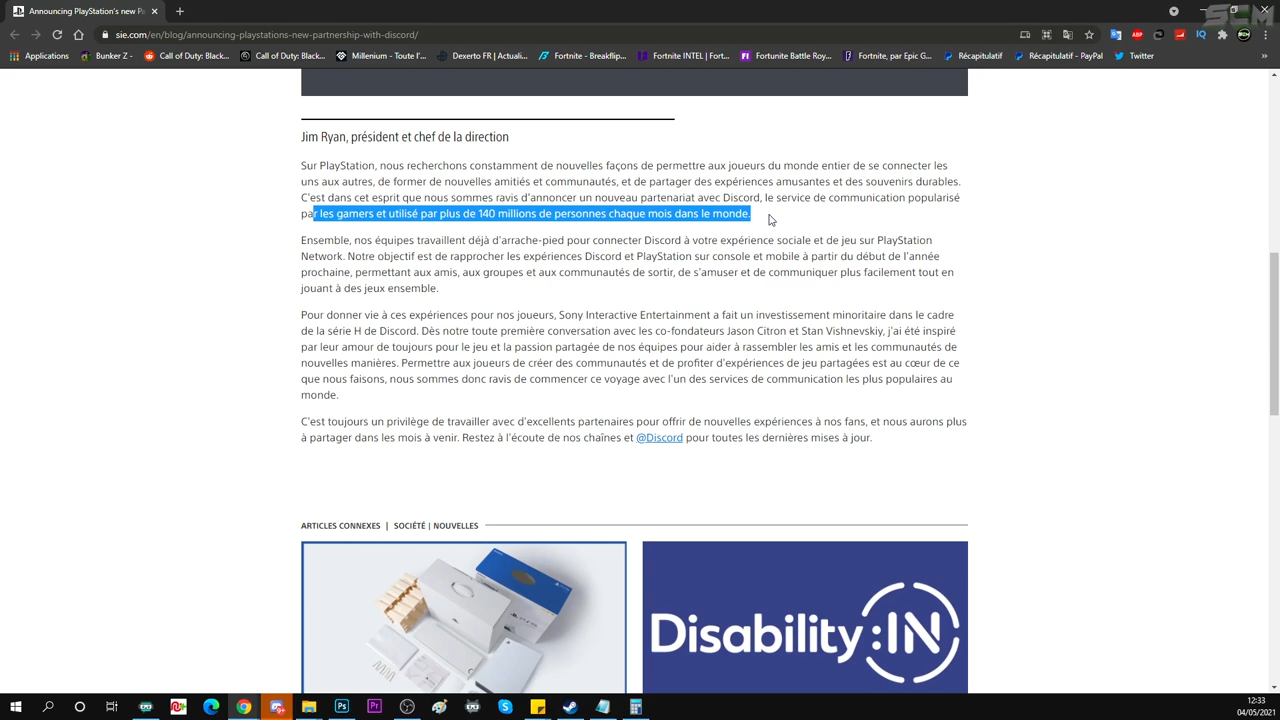 Announcing PlayStation's new Pa
SCM
sie.com/en/blog/announcing-playstations-new-partnership-with-discord/
ABP
IQ
Applications
Bunker Z -
Call of Duty: Black...
Call of Duty: Black...
Millenium - Toute l'...
Dexerto FR | Actuali...
Fortnite - Breakflip...
Fortnite INTEL | Fort...
Fortnite Battle Roy...
Fortnite, par Epic G...
Récapitulatif
Récapitulatif - PayPal
Twitter
»
Jim Ryan, président et chef de la direction
Sur PlayStation, nous recherchons constamment de nouvelles façons de permettre aux joueurs du monde entier de se connecter les
uns aux autres, de former de nouvelles amitiés et communautés, et de partager des expériences amusantes et des souvenirs durables.
C'est dans cet esprit que nous sommes ravis d'annoncer un nouveau partenariat avec Discord, le service de communication popularisé
par les gamers et utilisé par plus de 140 millions de personnes chaque mois dans le monde.
Ensemble, nos équipes travaillent déjà d'arrache-pied pour connecter Discord à votre expérience sociale et de jeu sur PlayStation
Network. Notre objectif est de rapprocher les expériences Discord et PlayStation sur console et mobile à partir du début de l'année
prochaine, permettant aux amis, aux groupes et aux communautés de sortir, de s'amuser et de communiquer plus facilement tout en
jouant à des jeux ensemble.
Pour donner vie à ces expériences pour nos joueurs, Sony Interactive Entertainment a fait un investissement minoritaire dans le cadre
de la série H de Discord. Dès notre toute première conversation avec les co-fondateurs Jason Citron et Stan Vishnevskiy, j'ai été inspiré
par leur amour de toujours pour le jeu et la passion partagée de nos équipes pour aider à rassembler les amis et les communautés de
nouvelles manières. Permettre aux joueurs de créer des communautés et de profiter d'expériences de jeu partagées est au cœur de ce
que nous faisons, nous sommes donc ravis de commencer ce voyage avec l'un des services de communication les plus populaires au
monde.
C'est toujours un privilège de travailler avec d'excellents partenaires pour offrir de nouvelles expériences à nos fans, et nous aurons plus
à partager dans les mois à venir. Restez à l'écoute de nos chaînes et @Discord pour toutes les dernières mises à jour.
ARTICLES CONNEXES | SOCIÉTÉ | NOUVELLES
Disability:IN
Ps
Pr
12:33
04/05/2021